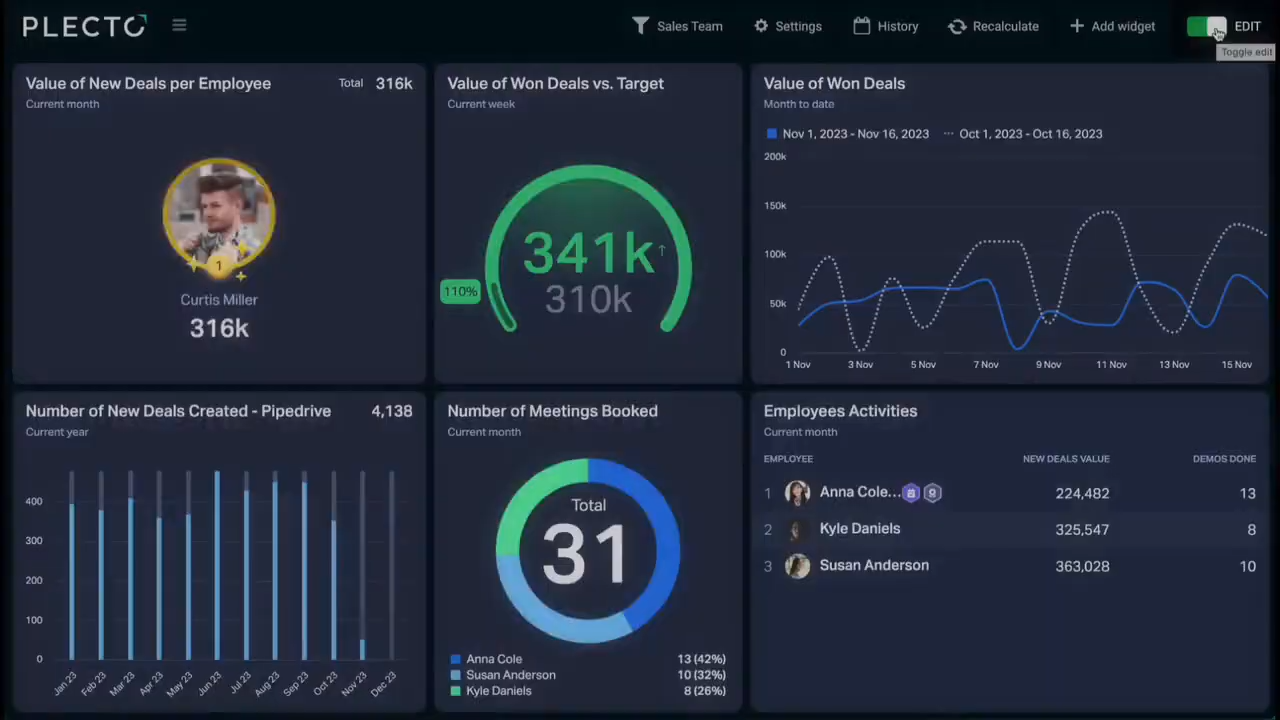 PLECTO
Sales Team
Settings
History
Recalculate
Add widget
EDIT
Toggle edit
Value of New Deals per Employee Total 316k
Current month
1
Curtis Miller
316k
Value of Won Deals vs. Target
Current week
341k↑
310k
110%
Value of Won Deals
Month to date
Nov 1, 2023 - Nov 16, 2023 Oct 1, 2023 - Oct 16, 2023
200k
150k
100k
50k
0
1 Nov 3 Nov 5 Nov 7 Nov 9 Nov 11 Nov 13 Nov 15 Nov
Number of New Deals Created - Pipedrive 4,138
Current year
400
300
200
100
0
Jan 23 Feb 23 Mar 23 Apr 23 May 23 Jun 23 Jul 23 Aug 23 Sep 23 Oct 23 Nov 23 Dec 23
Number of Meetings Booked
Current month
Total
31
Anna Cole 13 (42%)
Susan Anderson 10 (32%)
Kyle Daniels 8 (26%)
Employees Activities
Current month
EMPLOYEE NEW DEALS VALUE DEMOS DONE
1 Anna Cole... 224,482 13
2 Kyle Daniels 325,547 8
3 Susan Anderson 363,028 10